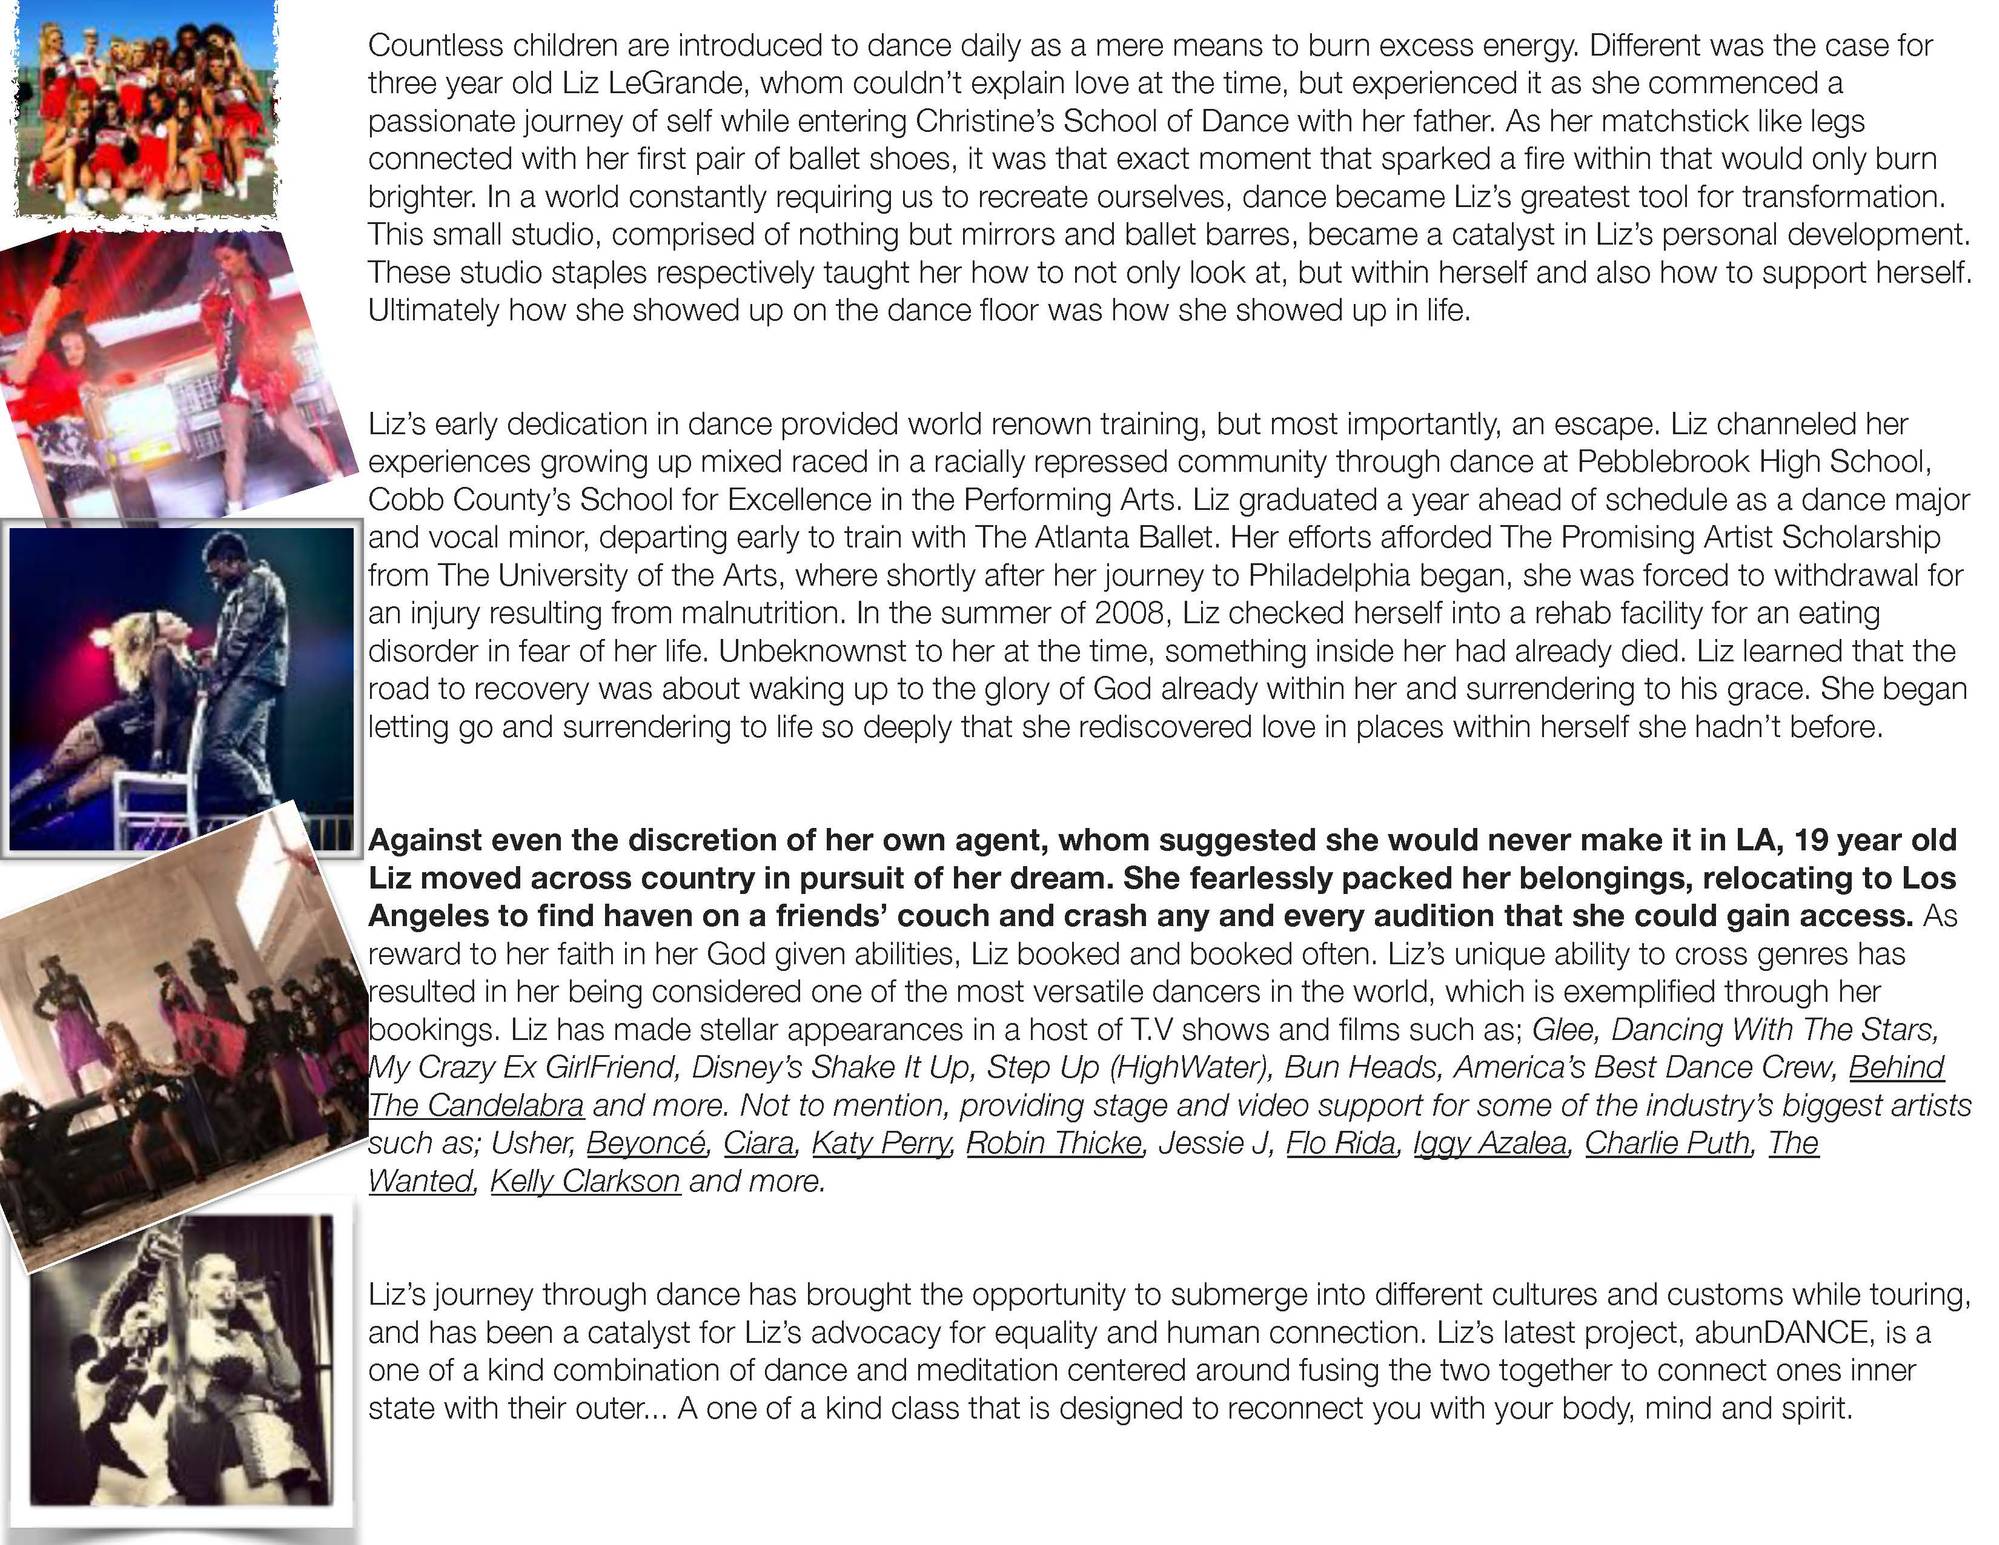 Countless children are introduced to dance daily as a mere means to burn excess energy. Different was the case for
three year old Liz LeGrande, whom couldn’t explain love at the time, but experienced it as she commenced a
passionate journey of self while entering Christine’s School of Dance with her father. As her matchstick like legs
connected with her first pair of ballet shoes, it was that exact moment that sparked a fire within that would only burn
brighter. In a world constantly requiring us to recreate ourselves, dance became Liz’s greatest tool for transformation.
This small studio, comprised of nothing but mirrors and ballet barres, became a catalyst in Liz’s personal development.
These studio staples respectively taught her how to not only look at, but within herself and also how to support herself.
Ultimately how she showed up on the dance floor was how she showed up in life.
Liz’s early dedication in dance provided world renown training, but most importantly, an escape. Liz channeled her
experiences growing up mixed raced in a racially repressed community through dance at Pebblebrook High School,
Cobb County’s School for Excellence in the Performing Arts. Liz graduated a year ahead of schedule as a dance major
and vocal minor, departing early to train with The Atlanta Ballet. Her efforts afforded The Promising Artist Scholarship
from The University of the Arts, where shortly after her journey to Philadelphia began, she was forced to withdrawal for
an injury resulting from malnutrition. In the summer of 2008, Liz checked herself into a rehab facility for an eating
disorder in fear of her life. Unbeknownst to her at the time, something inside her had already died. Liz learned that the
road to recovery was about waking up to the glory of God already within her and surrendering to his grace. She began
letting go and surrendering to life so deeply that she rediscovered love in places within herself she hadn’t before.
Against even the discretion of her own agent, whom suggested she would never make it in LA, 19 year old
Liz moved across country in pursuit of her dream. She fearlessly packed her belongings, relocating to Los
Angeles to find haven on a friends’ couch and crash any and every audition that she could gain access. As
reward to her faith in her God given abilities, Liz booked and booked often. Liz’s unique ability to cross genres has
resulted in her being considered one of the most versatile dancers in the world, which is exemplified through her
bookings. Liz has made stellar appearances in a host of T.V shows and films such as; Glee, Dancing With The Stars,
My Crazy Ex GirlFriend, Disney’s Shake It Up, Step Up (HighWater), Bun Heads, America’s Best Dance Crew, Behind
The Candelabra and more. Not to mention, providing stage and video support for some of the industry’s biggest artists
such as; Usher, Beyoncé, Ciara, Katy Perry, Robin Thicke, Jessie J, Flo Rida, Iggy Azalea, Charlie Puth, The
Wanted, Kelly Clarkson and more.
Liz’s journey through dance has brought the opportunity to submerge into different cultures and customs while touring,
and has been a catalyst for Liz’s advocacy for equality and human connection. Liz’s latest project, abunDANCE, is a
one of a kind combination of dance and meditation centered around fusing the two together to connect ones inner
state with their outer... A one of a kind class that is designed to reconnect you with your body, mind and spirit.